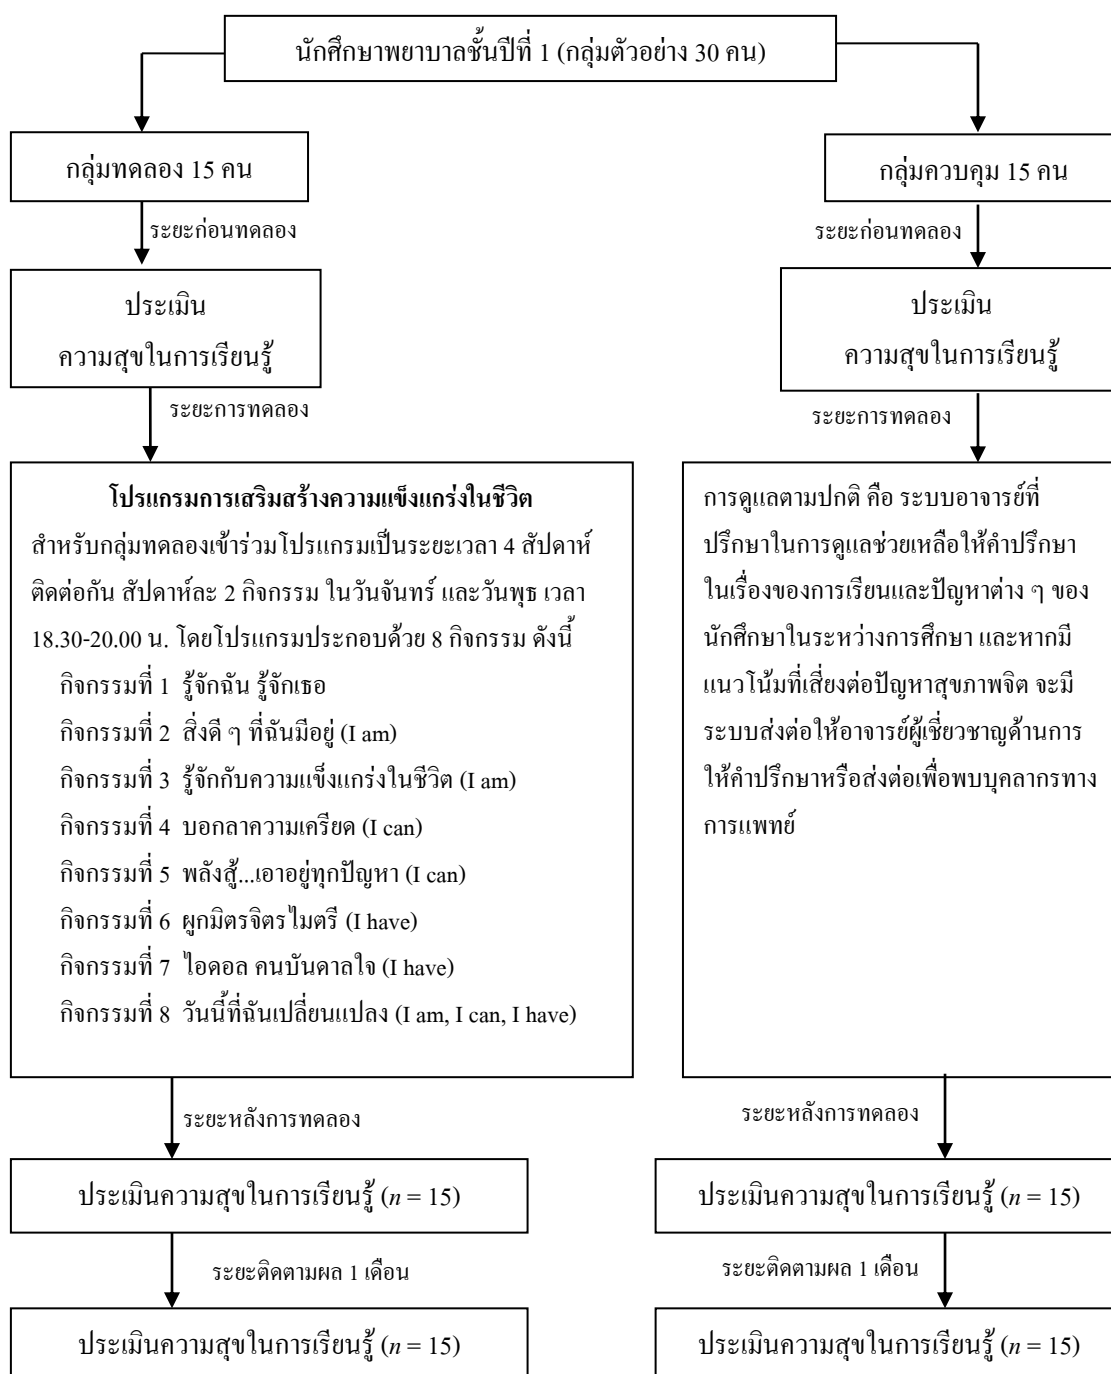 นักศึกษาพยาบาลชั้นปีที่ 1 (กลุ่มตัวอย่าง 30 คน)
กลุ่มทดลอง 15 คน
กลุ่มควบคุม 15 คน
ระยะก่อนทดลอง
ระยะก่อนทดลอง
ประเมิน
ความสุขในการเรียนรู้
ประเมิน
ความสุขในการเรียนรู้
ระยะการทดลอง
ระยะการทดลอง
โปรแกรมการเสริมสร้างความแข็งแกร่งในชีวิต
สำหรับกลุ่มทดลองเข้าร่วมโปรแกรมเป็นระยะเวลา 4 สัปดาห์
ติดต่อกัน สัปดาห์ละ 2 กิจกรรม ในวันจันทร์ และวันพุธ เวลา
18.30-20.00 น. โดยโปรแกรมประกอบด้วย 8 กิจกรรม ดังนี้
กิจกรรมที่ 1 รู้จักฉัน รู้จักเธอ
กิจกรรมที่ 2 สิ่งดี ๆ ที่ฉันมีอยู่ (I am)
กิจกรรมที่ 3 รู้จักกับความแข็งแกร่งในชีวิต (I am)
กิจกรรมที่ 4 บอกลาความเครียด (I can)
กิจกรรมที่ 5 พลังสู้...เอาอยู่ทุกปัญหา (I can)
กิจกรรมที่ 6 ผูกมิตรจิตรไมตรี (I have)
กิจกรรมที่ 7 ไอดอล คนบันดาลใจ (I have)
กิจกรรมที่ 8 วันนี้ที่ฉันเปลี่ยนแปลง (I am, I can, I have)
การดูแลตามปกติ คือ ระบบอาจารย์ที่
ปรึกษาในการดูแลช่วยเหลือให้คำปรึกษา
ในเรื่องของการเรียนและปัญหาต่าง ๆ ของ
นักศึกษาในระหว่างการศึกษา และหากมี
แนวโน้มที่เสี่ยงต่อปัญหาสุขภาพจิต จะมี
ระบบส่งต่อให้อาจารย์ผู้เชี่ยวชาญด้านการ
ให้คำปรึกษาหรือส่งต่อเพื่อพบบุคลากรทาง
การแพทย์
ระยะหลังการทดลอง
ระยะหลังการทดลอง
ประเมินความสุขในการเรียนรู้ (n = 15)
ประเมินความสุขในการเรียนรู้ (n = 15)
ระยะติดตามผล 1 เดือน
ระยะติดตามผล 1 เดือน
ประเมินความสุขในการเรียนรู้ (n = 15)
ประเมินความสุขในการเรียนรู้ (n = 15)